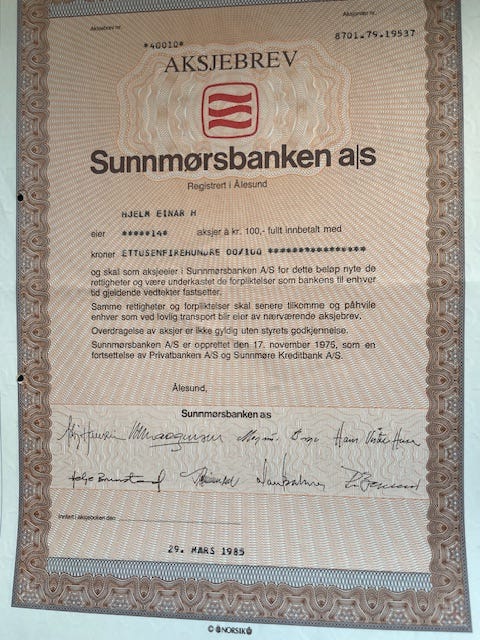 Aksjebrev nr.
Aksjonær nr.
*40010*
8701.79.19537
AKSJEBREV
Sunnmørsbanken a|s
Registrert i Ålesund
HJELM EINAR H
eier *****14* aksjer à kr. 100,- fullt innbetalt med
kroner ETTUSENFIREHUNDRE 00/100 *****************
og skal som aksjeeier i Sunnmørsbanken A/S for dette beløp nyte de
rettigheter og være underkastet de forpliktelser som bankens til enhver
tid gjeldende vedtekter fastsetter.
Samme rettigheter og forpliktelser skal senere tilkomme og påhvile
enhver som ved lovlig transport blir eier av nærværende aksjebrev.
Overdragelse av aksjer er ikke gyldig uten styrets godkjennelse.
Sunnmørsbanken A/S er opprettet den 17. november 1975, som en
fortsettelse av Privatbanken A/S og Sunnmøre Kreditbank A/S.
Ålesund,
Sunnmørsbanken a|s
Innført i aksjeboken den
29. MARS 1985
© NORSIK